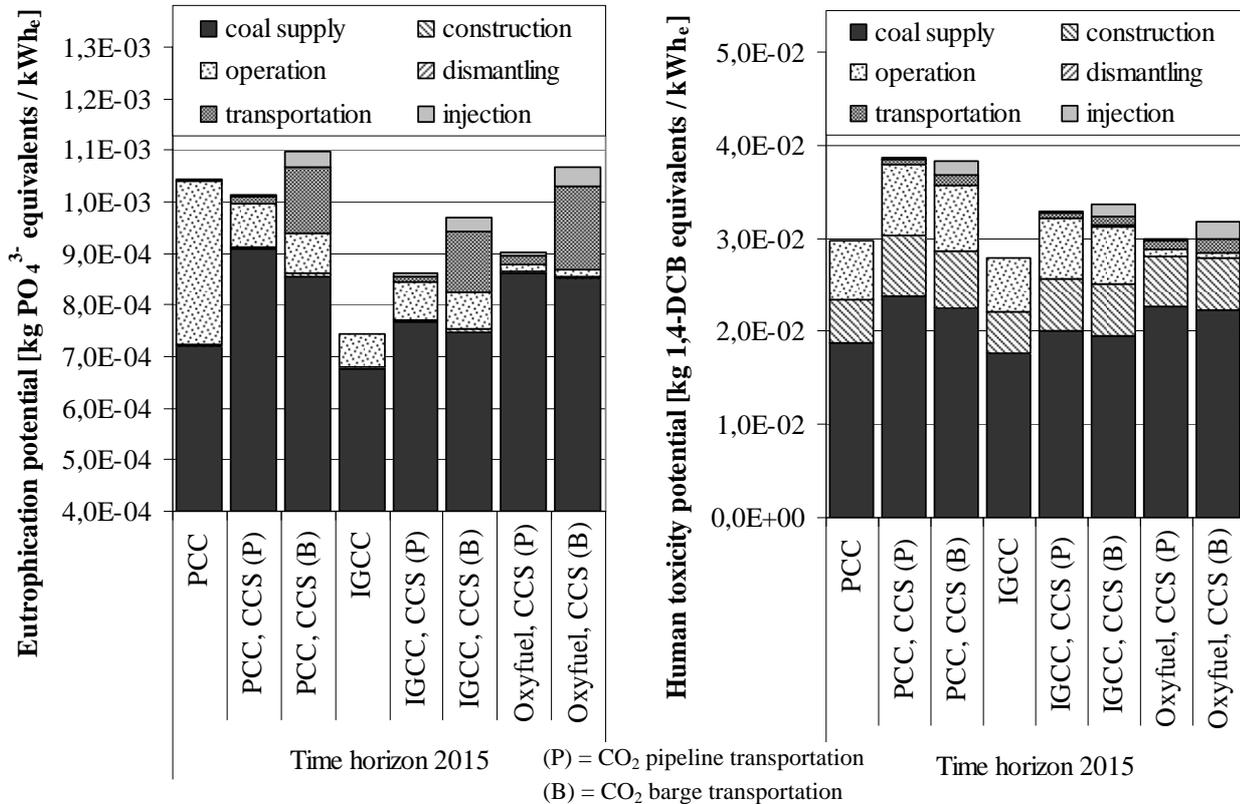 Eutrophication potential [kg PO₄³⁻ equivalents / kWhₑ]
coal supply
construction
operation
dismantling
transportation
injection
1,3E-03
1,2E-03
1,1E-03
1,0E-03
9,0E-04
8,0E-04
7,0E-04
6,0E-04
5,0E-04
4,0E-04
PCC
PCC, CCS (P)
PCC, CCS (B)
IGCC
IGCC, CCS (P)
IGCC, CCS (B)
Oxyfuel, CCS (P)
Oxyfuel, CCS (B)
Time horizon 2015
Human toxicity potential [kg 1,4-DCB equivalents / kWhₑ]
coal supply
construction
operation
dismantling
transportation
injection
5,0E-02
4,0E-02
3,0E-02
2,0E-02
1,0E-02
0,0E+00
PCC
PCC, CCS (P)
PCC, CCS (B)
IGCC
IGCC, CCS (P)
IGCC, CCS (B)
Oxyfuel, CCS (P)
Oxyfuel, CCS (B)
Time horizon 2015
(P) = CO₂ pipeline transportation
(B) = CO₂ barge transportation